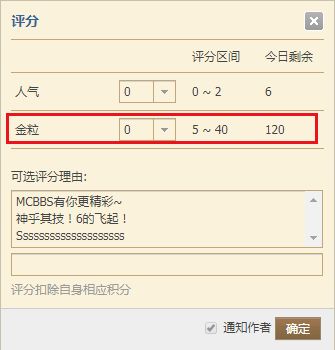 评分
评分区间 今日剩余
人气 0 0 ~ 2 6
金粒 0 5 ~ 40 120
可选评分理由:
MCBBS有你更精彩~
神乎其技！6的飞起！
Ssssssssssssssssssss
评分扣除自身相应积分
通知作者 确定